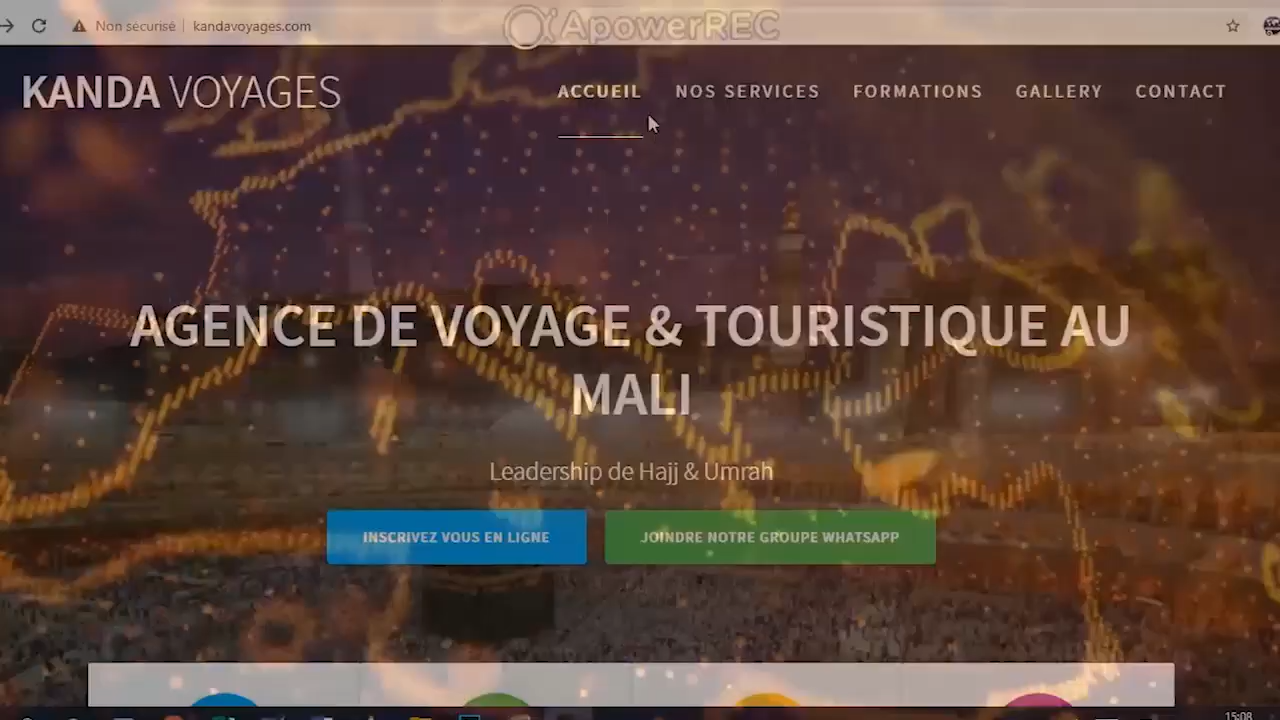 ApowerREC
Non sécurisé | kandavoyages.com
KANDA VOYAGES
ACCUEIL
NOS SERVICES
FORMATIONS
GALLERY
CONTACT
AGENCE DE VOYAGE & TOURISTIQUE AU
MALI
Leadership de Hajj & Umrah
INSCRIVEZ VOUS EN LIGNE
JOINDRE NOTRE GROUPE WHATSAPP
15:08